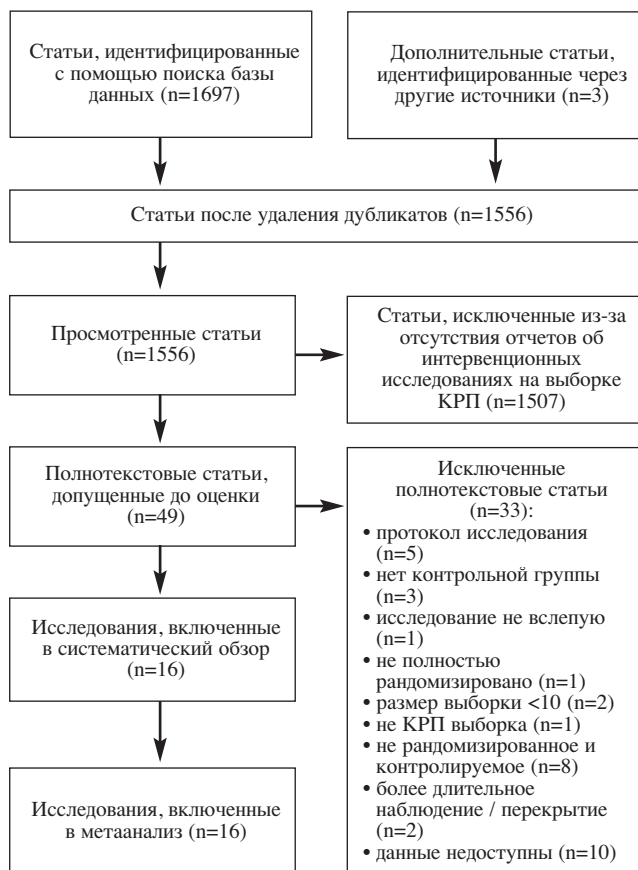 Статьи, идентифицированные
с помощью поиска базы
данных (n=1697)
Дополнительные статьи,
идентифицированные через
другие источники (n=3)
Статьи после удаления дубликатов (n=1556)
Просмотренные статьи
(n=1556)
Статьи, исключенные из-за
отсутствия отчетов об
интервенционных
исследованиях на выборке
КРП (n=1507)
Полнотекстовые статьи,
допущенные до оценки
(n=49)
Исключенные
полнотекстовые статьи
(n=33):
• протокол исследования
(n=5)
• нет контрольной группы
(n=3)
• исследование не вслепую
(n=1)
• не полностью
рандомизировано (n=1)
• размер выборки <10 (n=2)
• не КРП выборка (n=1)
• не рандомизированное и
контролируемое (n=8)
• более длительное
наблюдение / перекрытие
(n=2)
• данные недоступны (n=10)
Исследования, включенные
в систематический обзор
(n=16)
Исследования, включенные
в метаанализ (n=16)